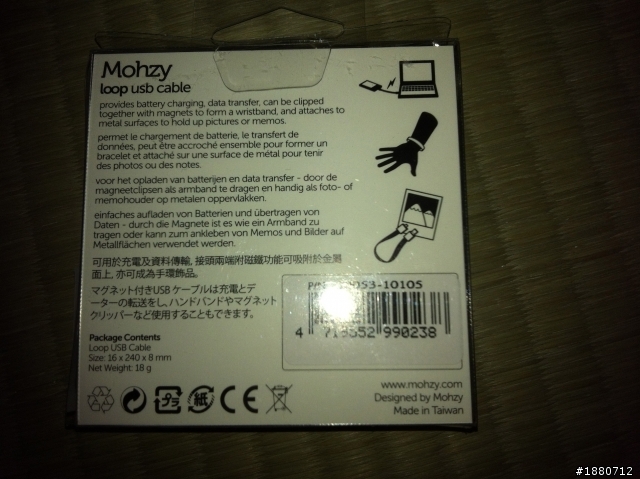 Mohzy
loop usb cable
provides battery charging, data transfer, can be clipped
together with magnets to form a wristband, and attaches to
metal surfaces to hold up pictures or memos.
permet le chargement de batterie, le transfert de
données, peut être accroché ensemble pour former un
bracelet et attaché sur une surface de métal pour tenir
des photos ou des notes.
voor het opladen van batterijen en data transfer - door de
magneetclipsen als armband te dragen en handig als foto- of
memohouder op metalen oppervlakken.
einfaches aufladen von Batterien und übertragen von
Daten - durch die Magnete ist es wie ein Armband zu
tragen oder kann zum ankleben von Memos und Bilder auf
Metallflächen verwendet werden.
可用於充電及資料傳輸, 接頭兩端附磁鐵功能可吸附於金屬
面上, 亦可成為手環飾品。
マグネット付きUSB ケーブルは充電とデ
ーターの転送をし、ハンドバンドやマグネット
クリッパーなど使用することもできます。
53-10105
4 719552 990238
Package Contents
Loop USB Cable
Size: 16 x 240 x 8 mm
Net Weight: 18 g
プラ
紙
CE
www.mohzy.com
Designed by Mohzy
Made in Taiwan
#1880712